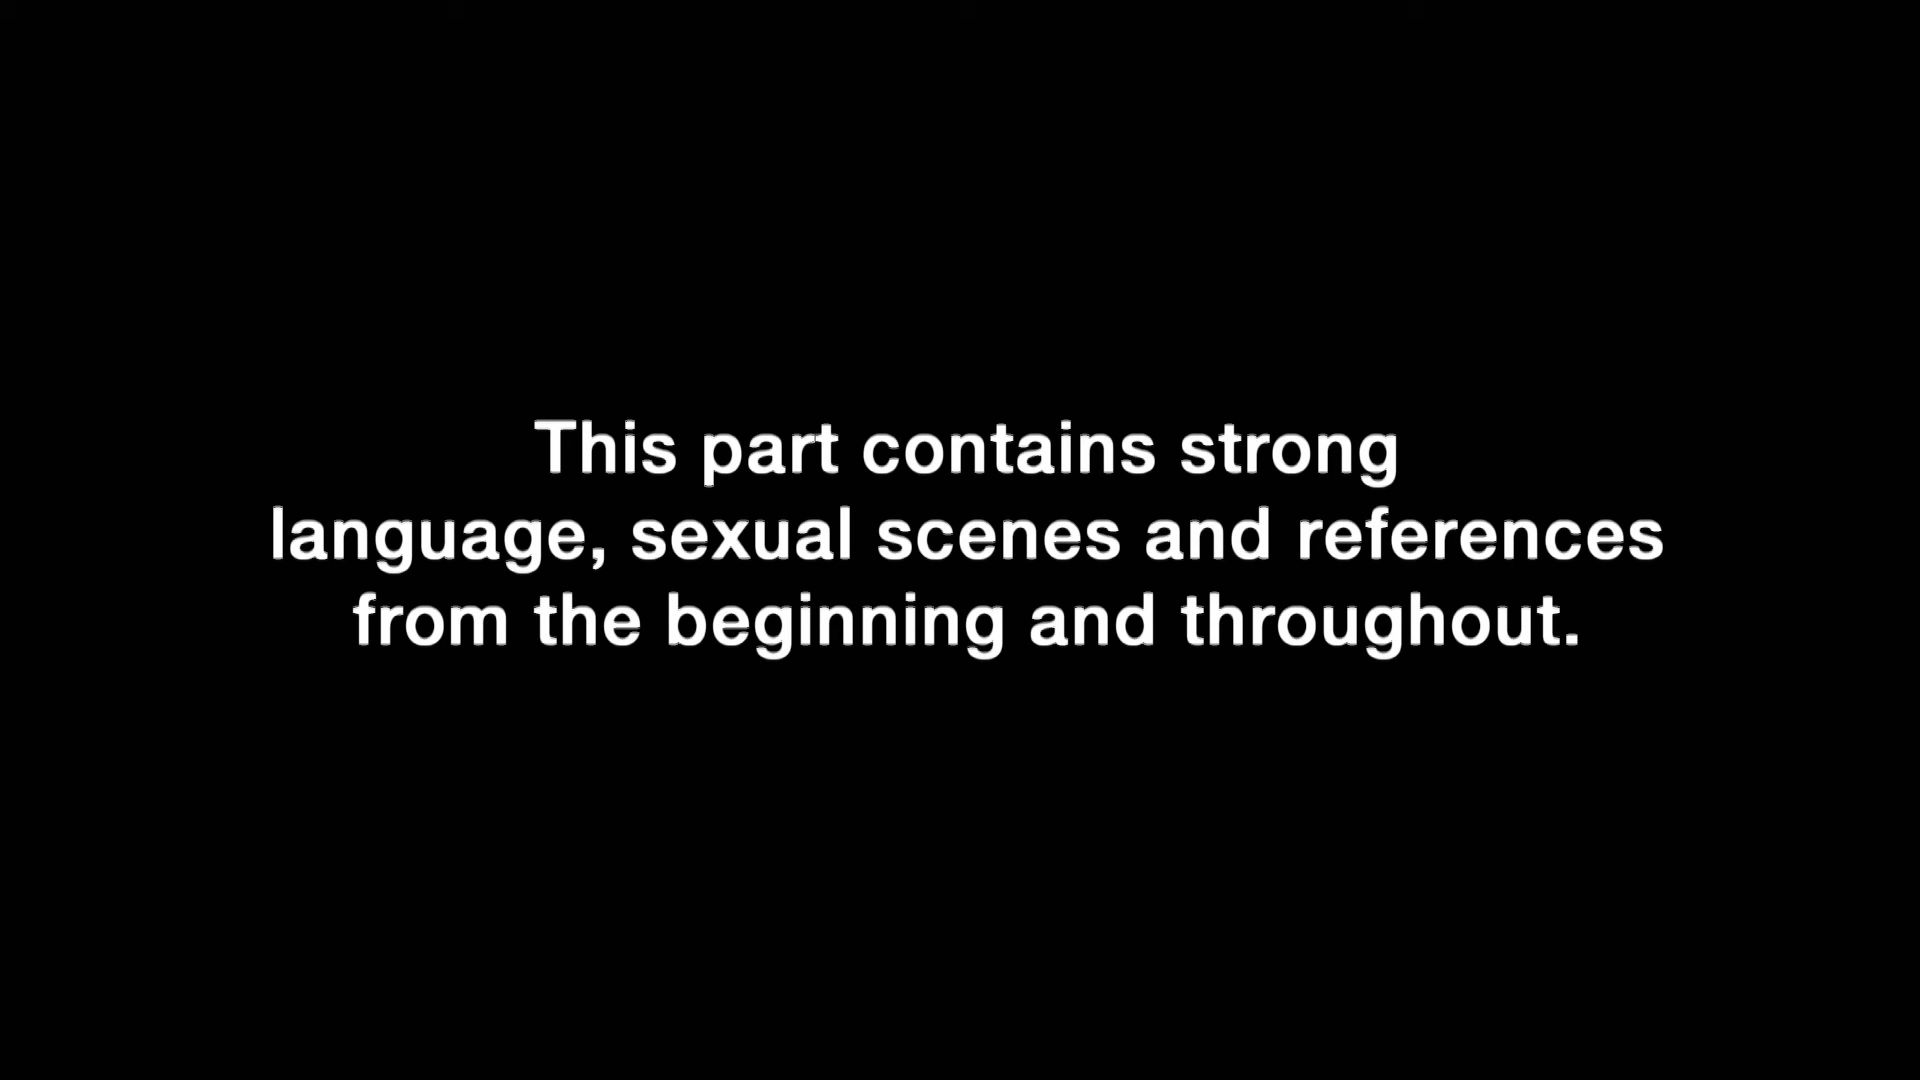 This part contains strong
language, sexual scenes and references
from the beginning and throughout.